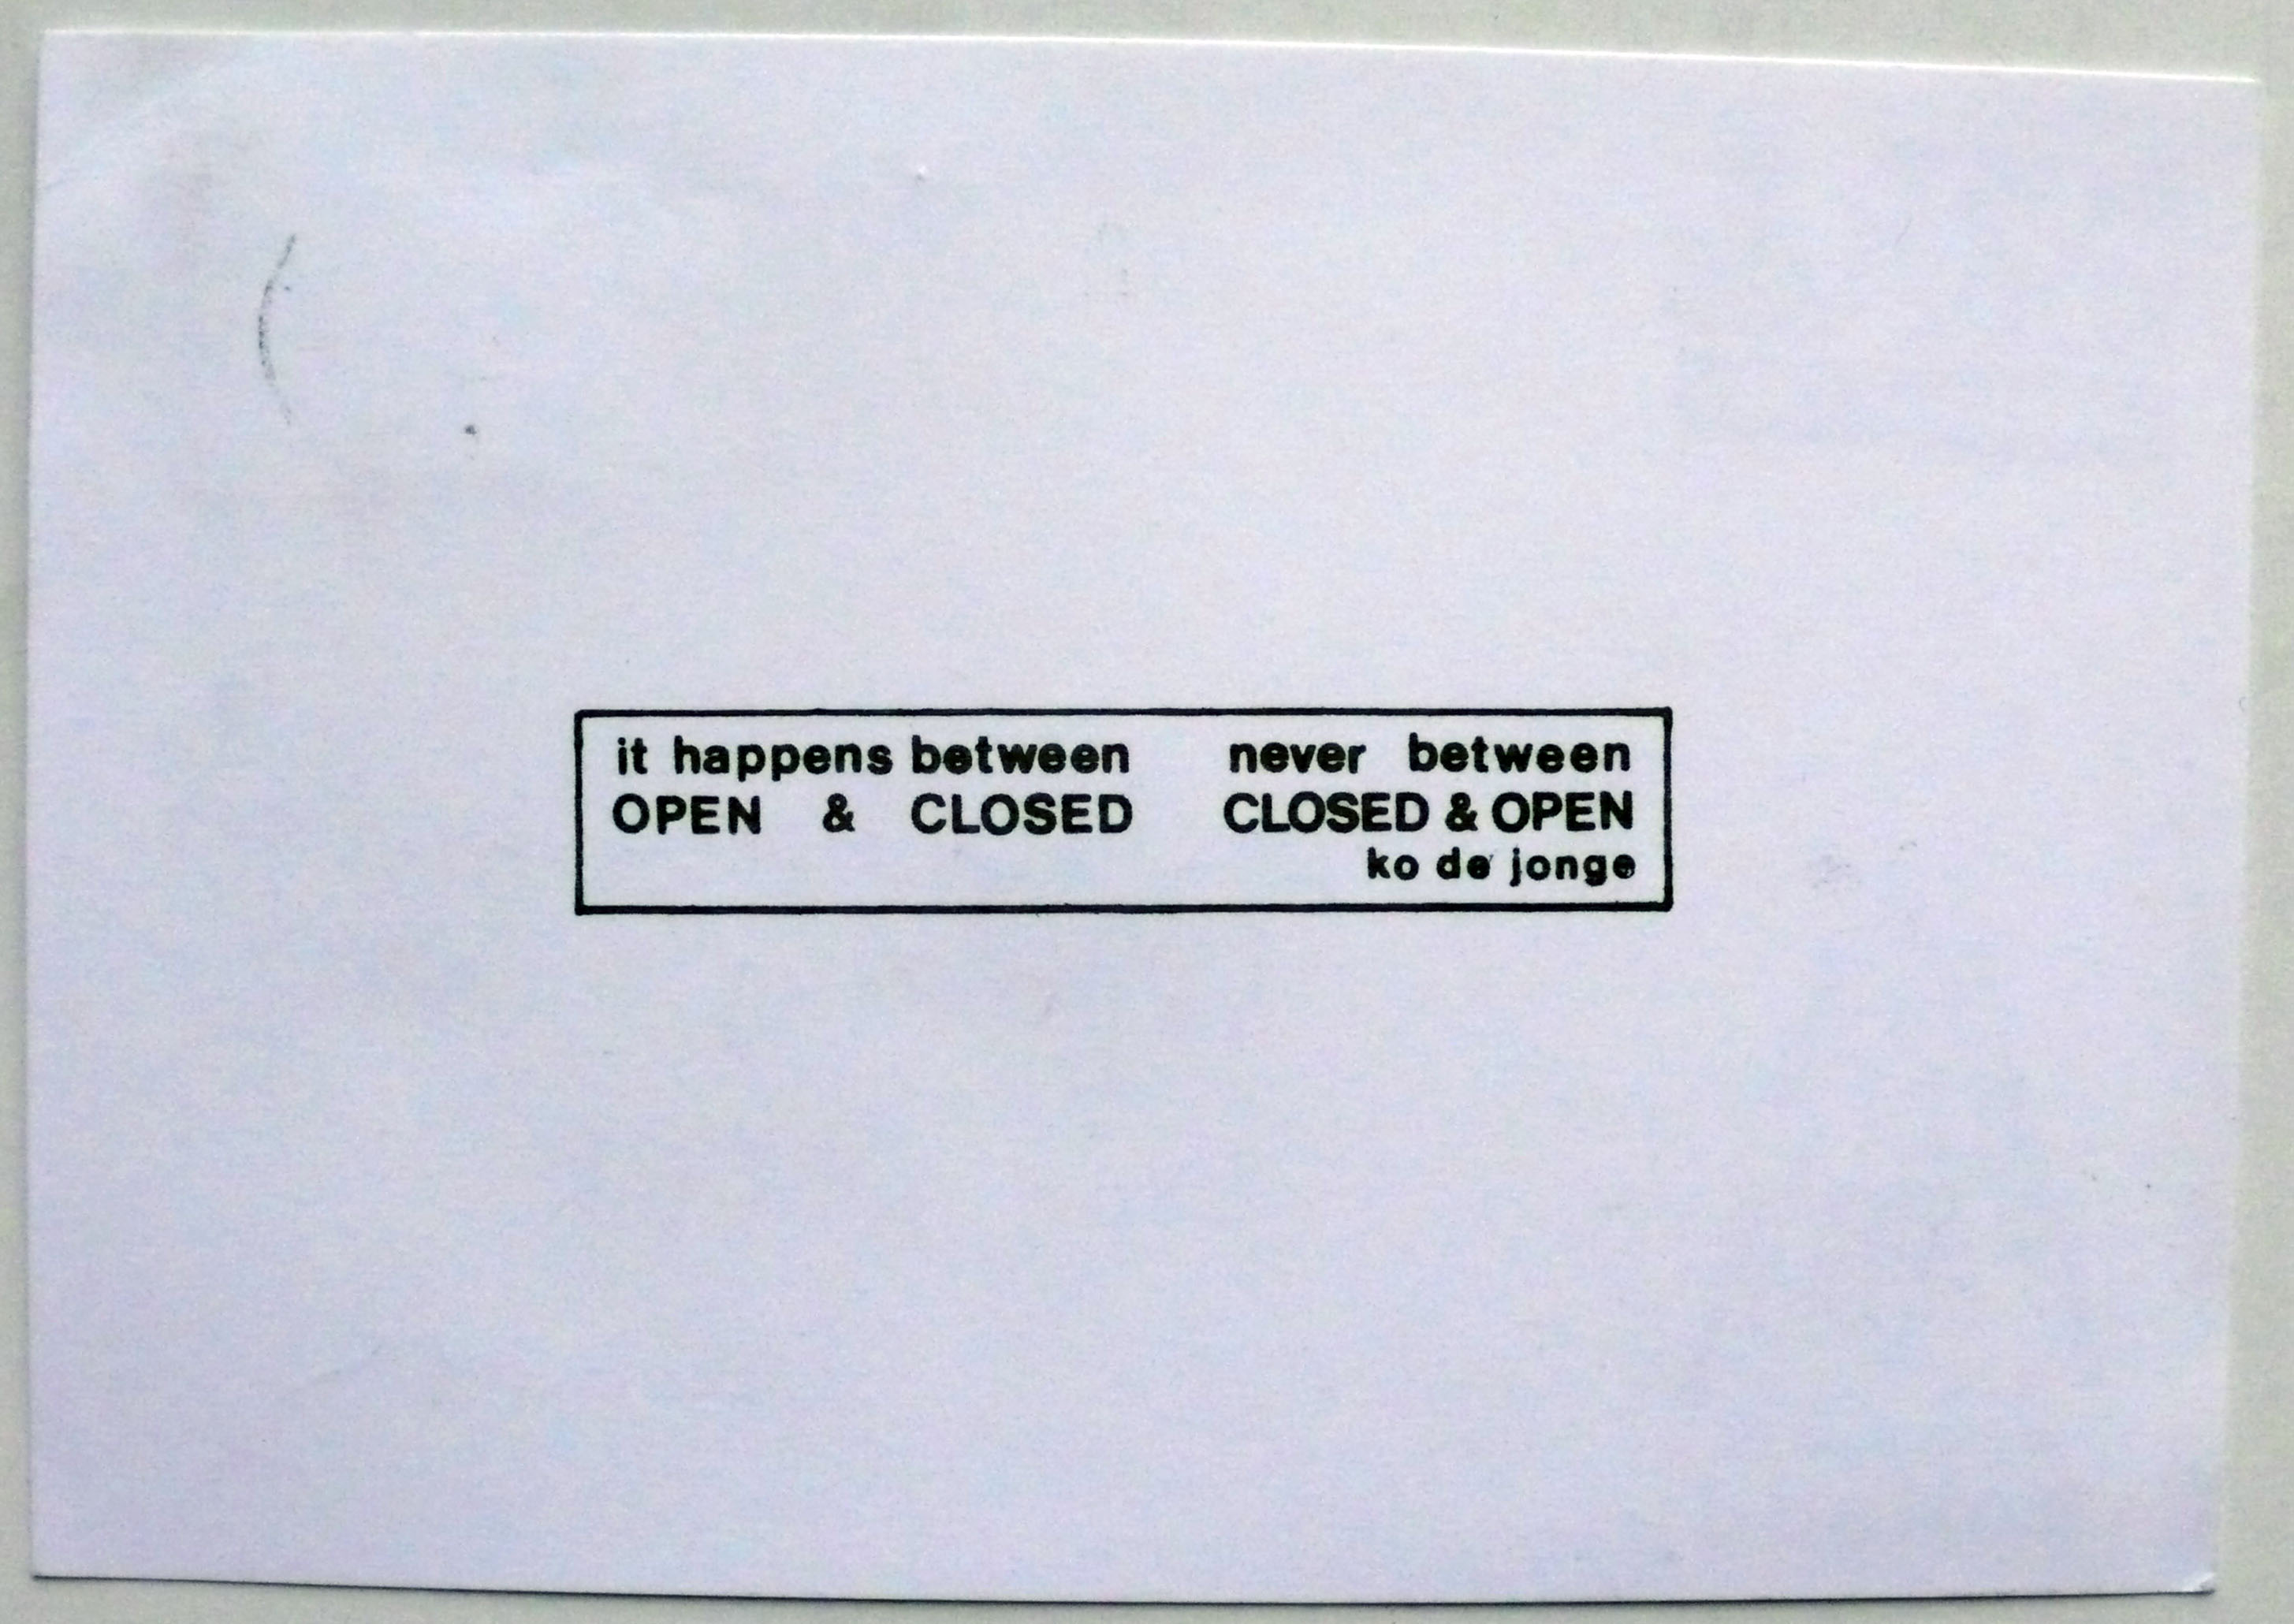 it happens between never between
OPEN & CLOSED CLOSED & OPEN
ko de jonge